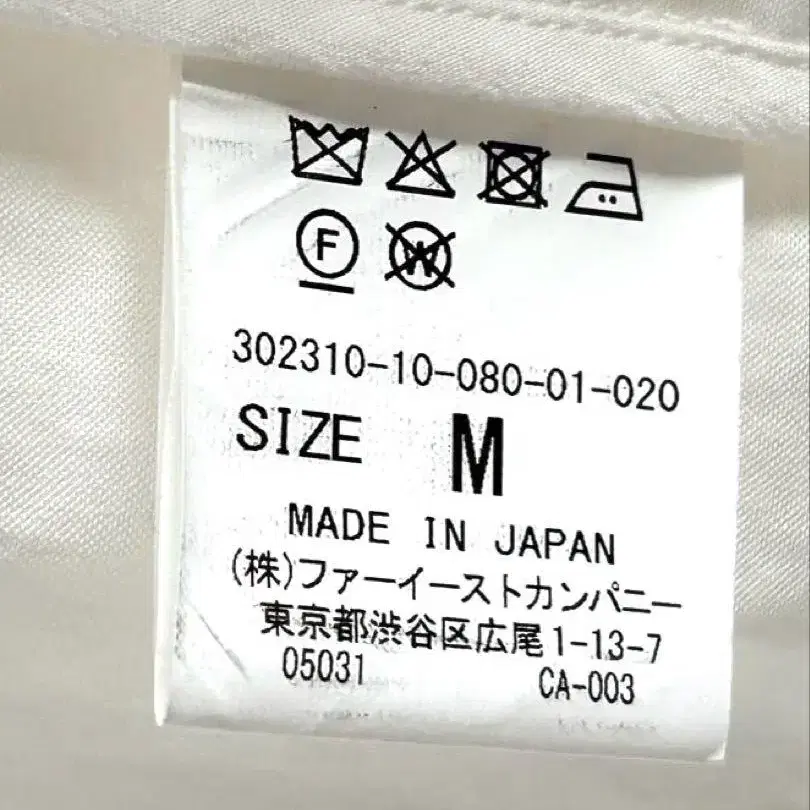 F W
302310-10-080-01-020
SIZE M
MADE IN JAPAN
(株)ファーイーストカンパニー
東京都渋谷区広尾1-13-7
05031 CA-003